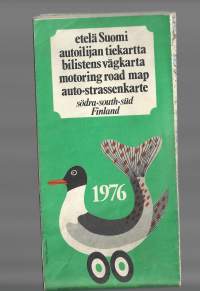 etelä Suomi
autoilijan tiekartta
bilistens vägkarta
motoring road map
auto-strassenkarte
södra-south-süd
Finland
1976